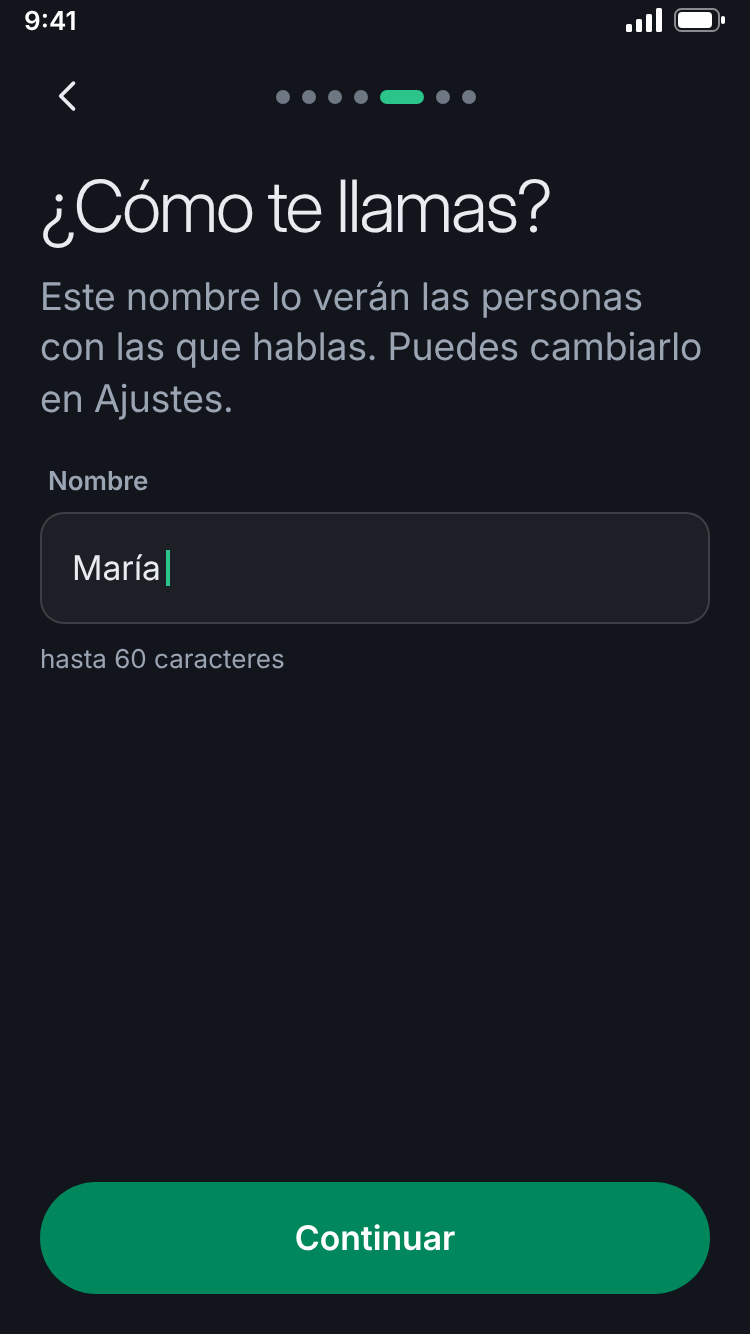 9:41
¿Cómo te llamas?
Este nombre lo verán las personas
con las que hablas. Puedes cambiarlo
en Ajustes.
Nombre
María
hasta 60 caracteres
Continuar